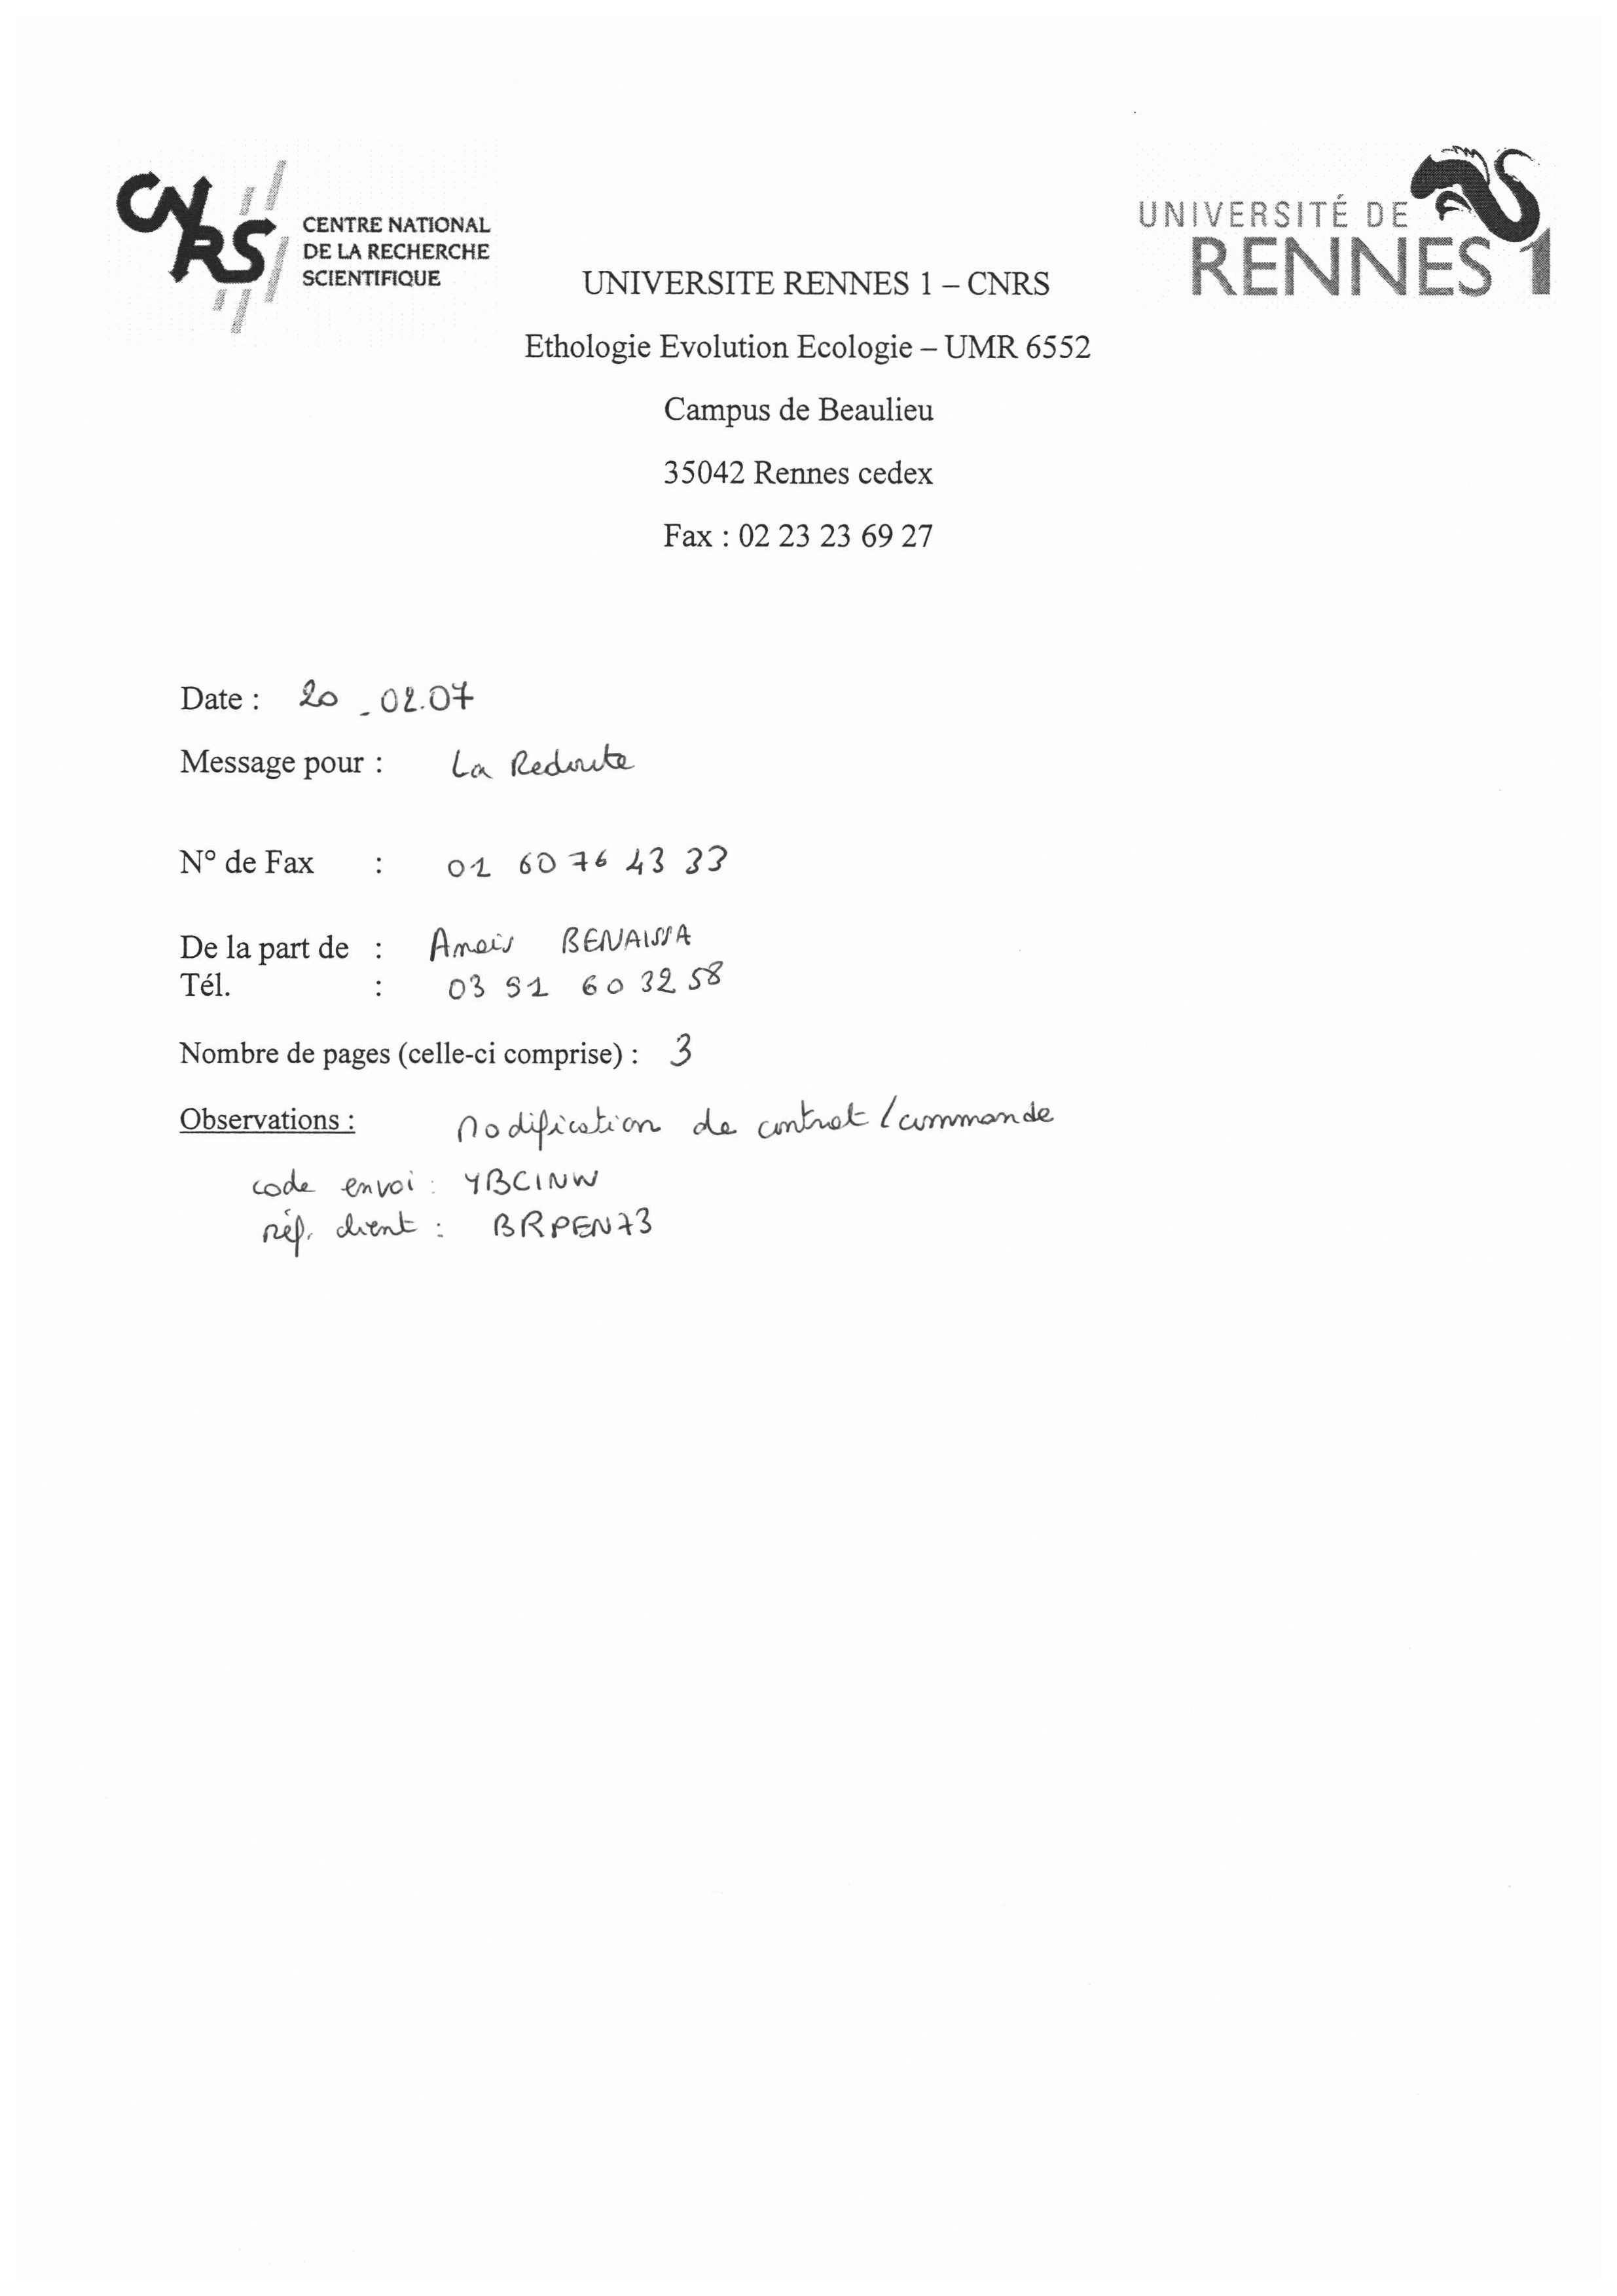 CNRS
CENTRE NATIONAL
DE LA RECHERCHE
SCIENTIFIQUE
UNIVERSITÉ DE
RENNES 1
UNIVERSITE RENNES 1 – CNRS
Ethologie Evolution Ecologie – UMR 6552
Campus de Beaulieu
35042 Rennes cedex
Fax : 02 23 23 69 27
Date : 20_02.07
Message pour : La Redoute
N° de Fax : 01 60 76 43 33
De la part de : Anais BENAISSA
Tél. : 03 91 60 32 58
Nombre de pages (celle-ci comprise) : 3
Observations : Modification de contrat / commande
code envoi : YBCINW
réf. client : BRPEN73